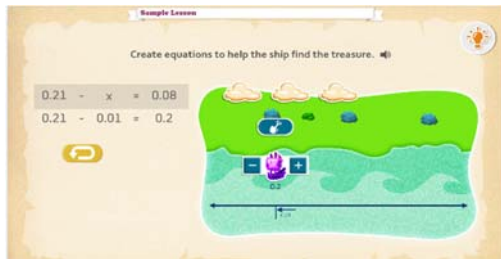 Sample Lesson
Create equations to help the ship find the treasure.
0.21 - x = 0.08
0.21 - 0.01 = 0.2
- +
0.2